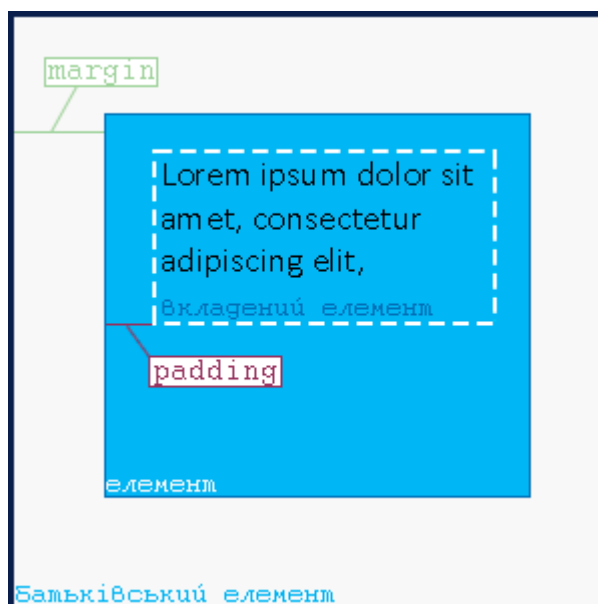 margin
Lorem ipsum dolor sit
amet, consectetur
adipiscing elit,
вкладений елемент
padding
елемент
Батьківський елемент